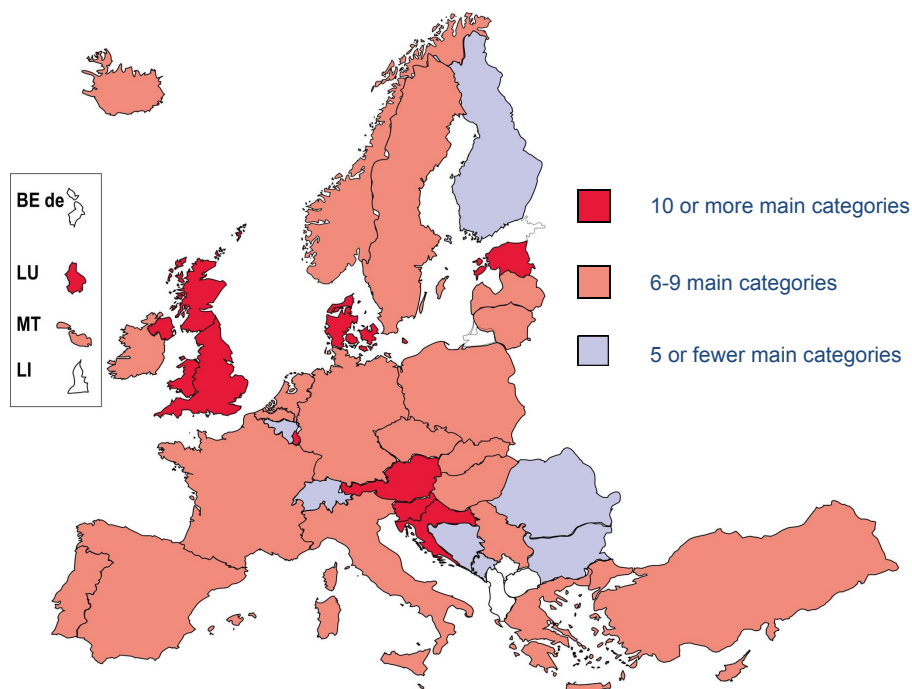 BE de
LU
MT
LI
10 or more main categories
6-9 main categories
5 or fewer main categories